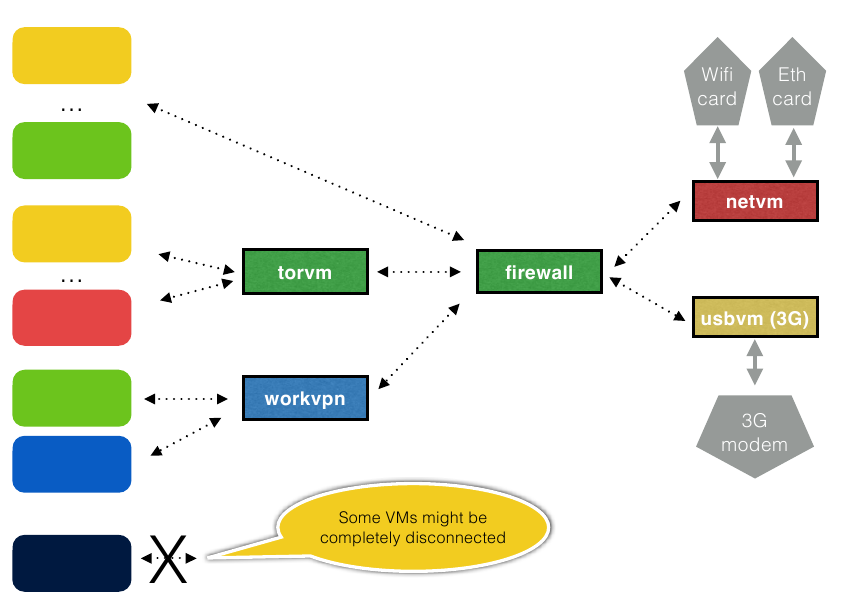 Wifi
card
Eth
card
...
netvm
torvm
firewall
...
usbvm (3G)
workvpn
3G
modem
Some VMs might be
completely disconnected
X